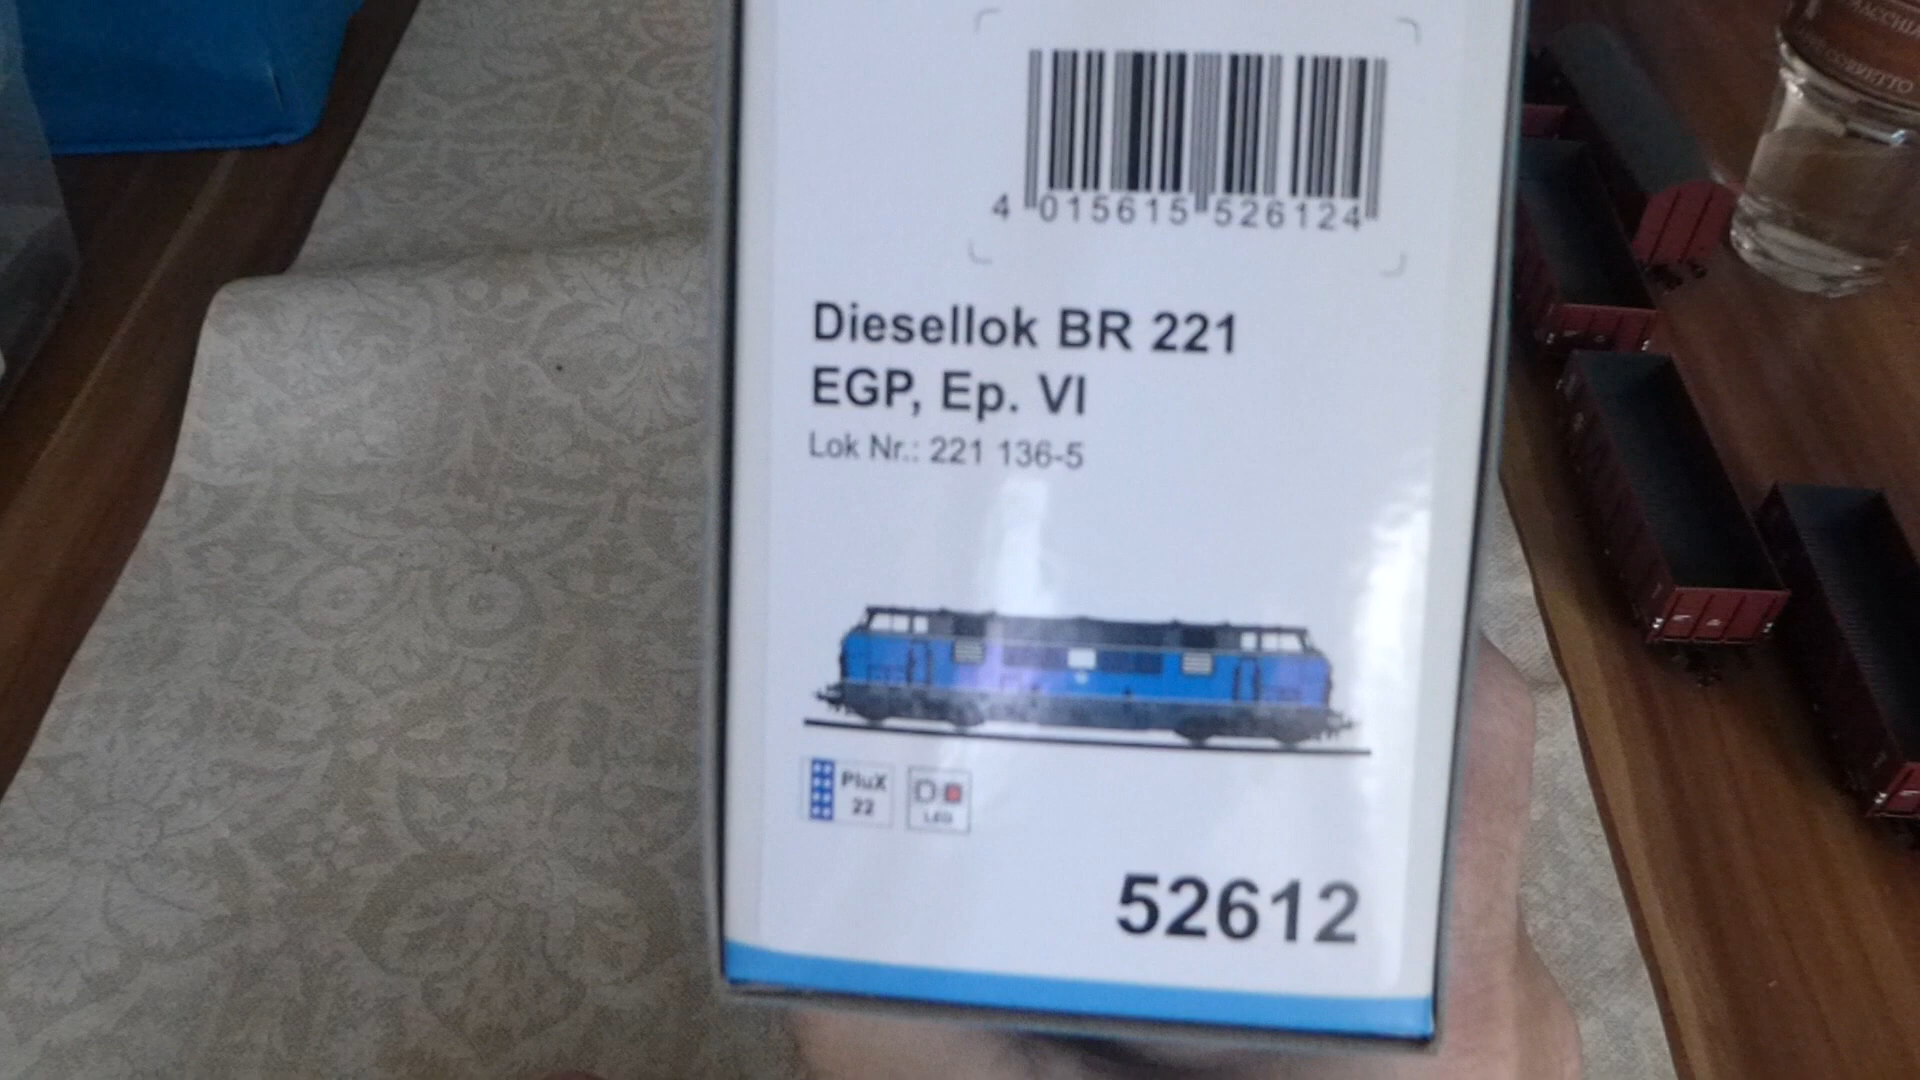 4 015615 526124
Diesellok BR 221
EGP, Ep. VI
Lok Nr.: 221 136-5
PluX
22
LED
52612